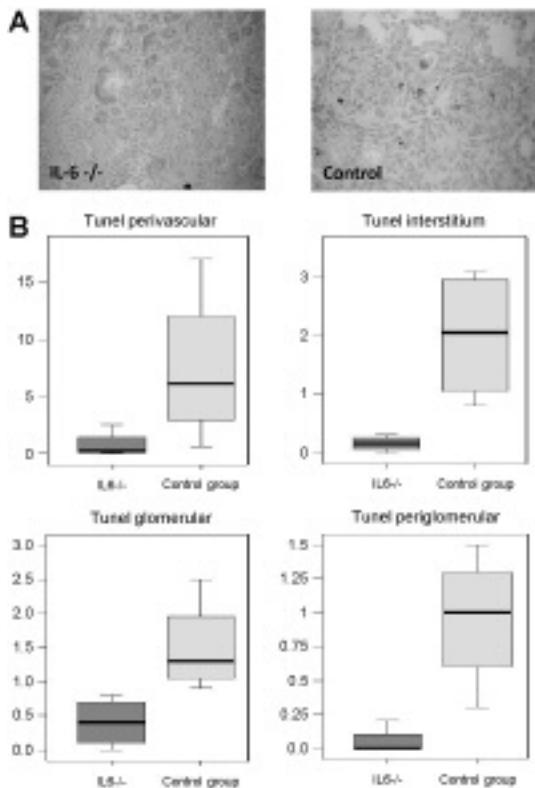 A
IL-6 -/-
Control
B
Tunel perivascular
15
10
5
0
IL6-/-
Control group
Tunel interstitium
3
2
1
0
IL6-/-
Control group
Tunel glomerular
3.0
2.5
2.0
1.5
1.0
0.5
0.0
IL6-/-
Control group
Tunel periglomerular
1.5
1.25
1
0.75
0.5
0.25
0.0
IL6-/-
Control group